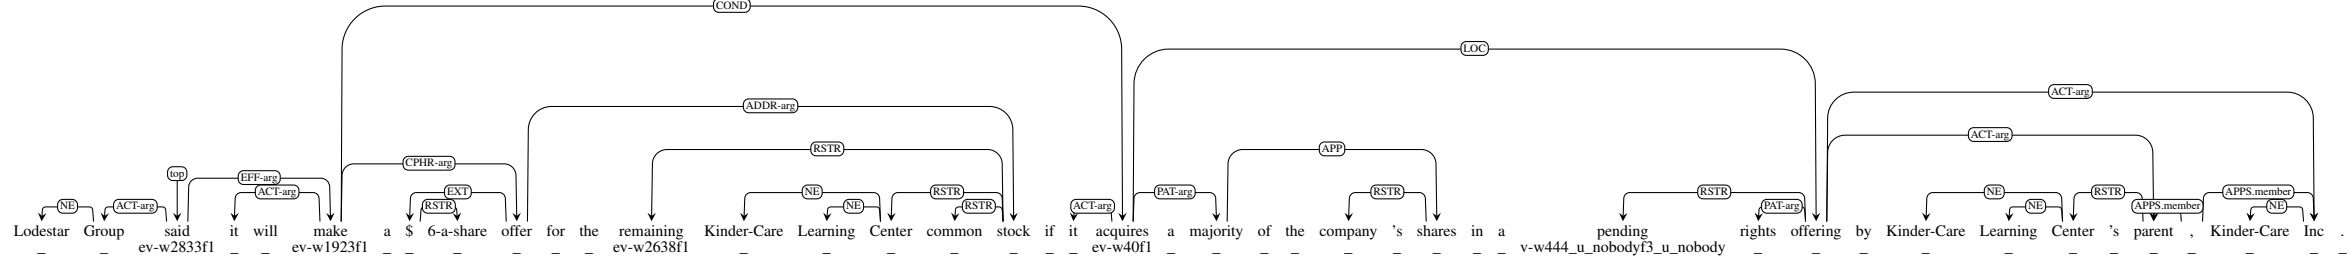 COND
LOC
ACT-arg
ADDR-arg
ACT-arg
RSTR APP
CPHR-arg
top EFF-arg
ACT-arg EXT NE RSTR PAT-arg RSTR RSTR NE RSTR APPS.member
NE ACT-arg RSTR NE RSTR ACT-arg PAT-arg NE APPS.member NE
Lodestar Group said it will make a $ 6-a-share offer for the remaining Kinder-Care Learning Center common stock if it acquires a majority of the company 's shares in a pending rights offering by Kinder-Care Learning Center 's parent , Kinder-Care Inc .
_ _ ev-w2833f1 _ _ ev-w1923f1 _ _ _ _ _ _ ev-w2638f1 _ _ _ _ _ _ _ ev-w40f1 _ _ _ _ _ _ _ _ _ v-w444_u_nobodyf3_u_nobody _ _ _ _ _ _ _ _ _ _ _ _